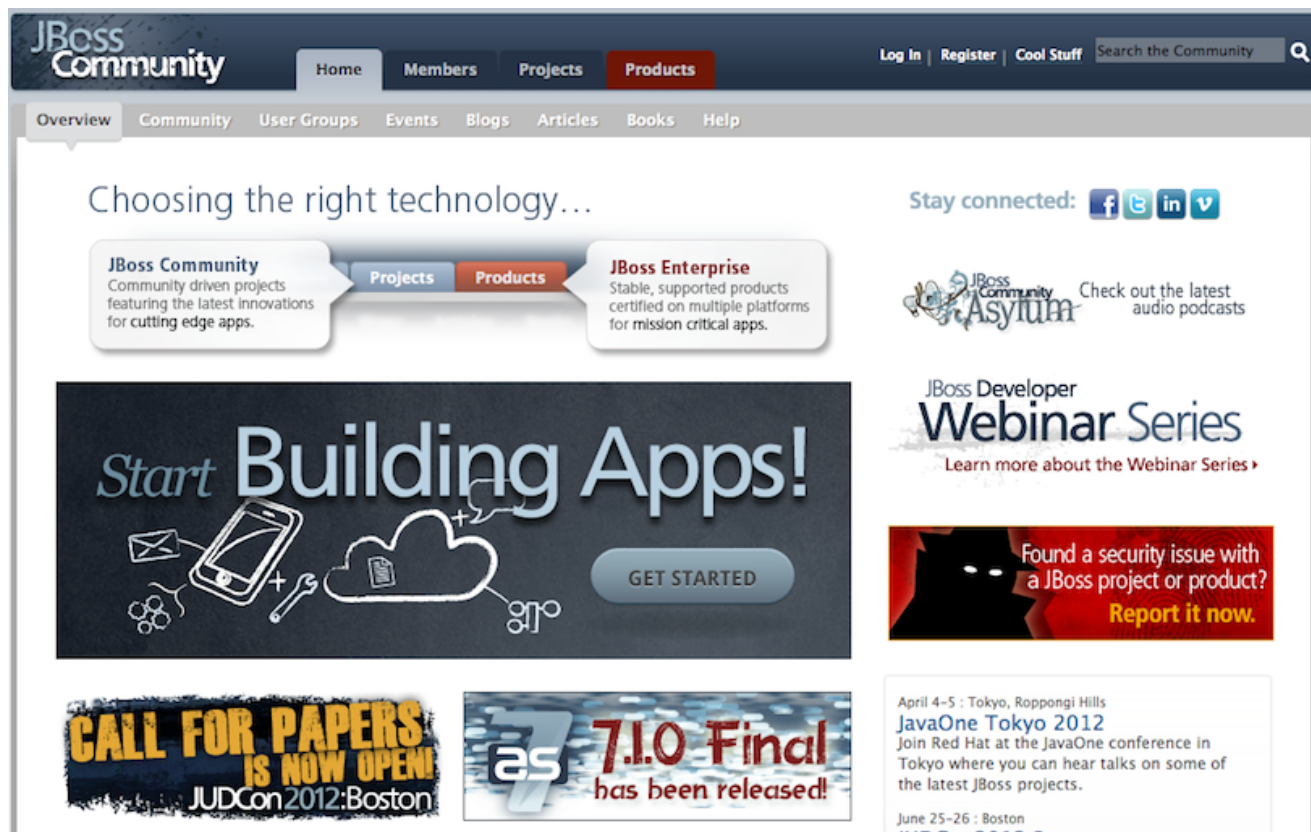 JBoss
Community
Home
Members
Projects
Products
Log In | Register | Cool Stuff
Search the Community
Overview
Community
User Groups
Events
Blogs
Articles
Books
Help
Choosing the right technology...
JBoss Community
Community driven projects
featuring the latest innovations
for cutting edge apps.
Projects
Products
JBoss Enterprise
Stable, supported products
certified on multiple platforms
for mission critical apps.
Start Building Apps!
GET STARTED
CALL FOR PAPERS
IS NOW OPEN!
JUDCon2012:Boston
as
7
7.1.0 Final
has been released!
Stay connected:
f
t
in
v
JBoss
Community
Asylum
Check out the latest
audio podcasts
JBoss Developer
Webinar Series
Learn more about the Webinar Series
Found a security issue with
a JBoss project or product?
Report it now.
April 4-5 : Tokyo, Roppongi Hills
JavaOne Tokyo 2012
Join Red Hat at the JavaOne conference in
Tokyo where you can hear talks on some of
the latest JBoss projects.
June 25-26 : Boston